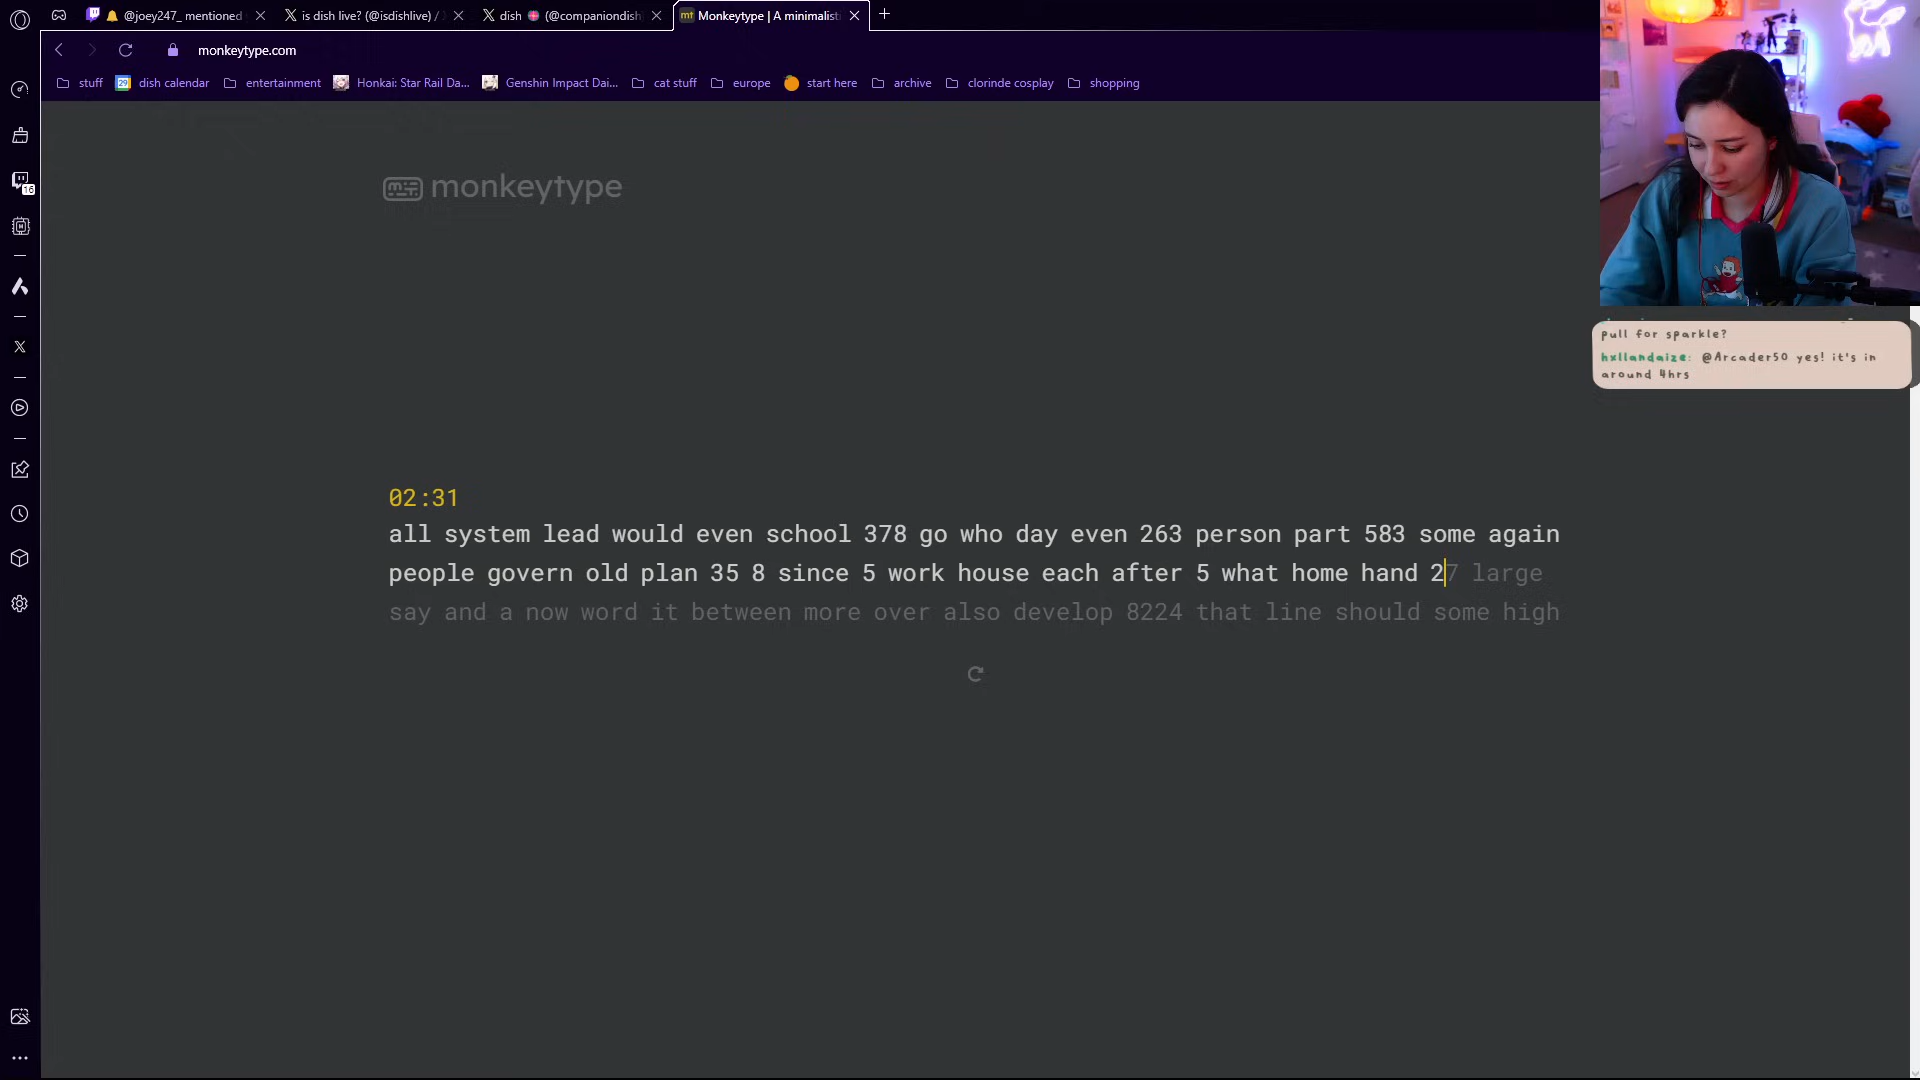 @joey247_ mentioned
is dish live? (@isdishlive) /
dish (@companiondish
Monkeytype | A minimalist
monkeytype.com
stuff
29
dish calendar
entertainment
Honkai: Star Rail Da...
Genshin Impact Dai...
cat stuff
europe
start here
archive
clorinde cosplay
shopping
16
monkeytype
02:31
all system lead would even school 378 go who day even 263 person part 583 some again
people govern old plan 35 8 since 5 work house each after 5 what home hand 27 large
say and a now word it between more over also develop 8224 that line should some high
pull for sparkle?
hxllandaize: @Arcader50 yes! it's in
around 4hrs